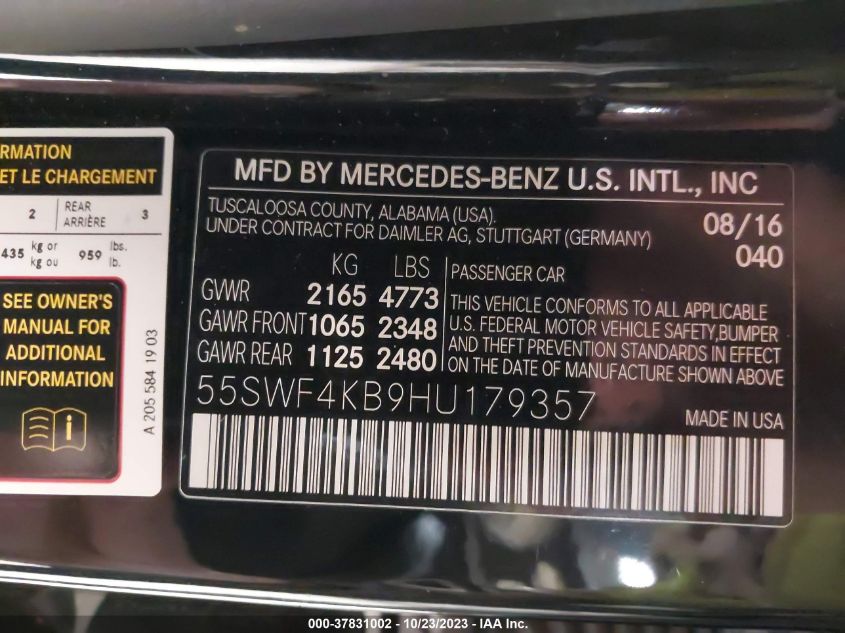 RMATION
ET LE CHARGEMENT
2 REAR ARRIÈRE 3
435 kg or kg ou 959 lbs. lb.
SEE OWNER'S
MANUAL FOR
ADDITIONAL
INFORMATION
A 205 584 19 03
MFD BY MERCEDES-BENZ U.S. INTL., INC
TUSCALOOSA COUNTY, ALABAMA (USA).
UNDER CONTRACT FOR DAIMLER AG, STUTTGART (GERMANY)
08/16
040
KG LBS
GVWR 2165 4773
GAWR FRONT 1065 2348
GAWR REAR 1125 2480
PASSENGER CAR
THIS VEHICLE CONFORMS TO ALL APPLICABLE
U.S. FEDERAL MOTOR VEHICLE SAFETY,BUMPER
AND THEFT PREVENTION STANDARDS IN EFFECT
ON THE DATE OF MANUFACTURE SHOWN ABOVE
55SWF4KB9HU179357
MADE IN USA
000-37831002 - 10/23/2023 - IAA Inc.